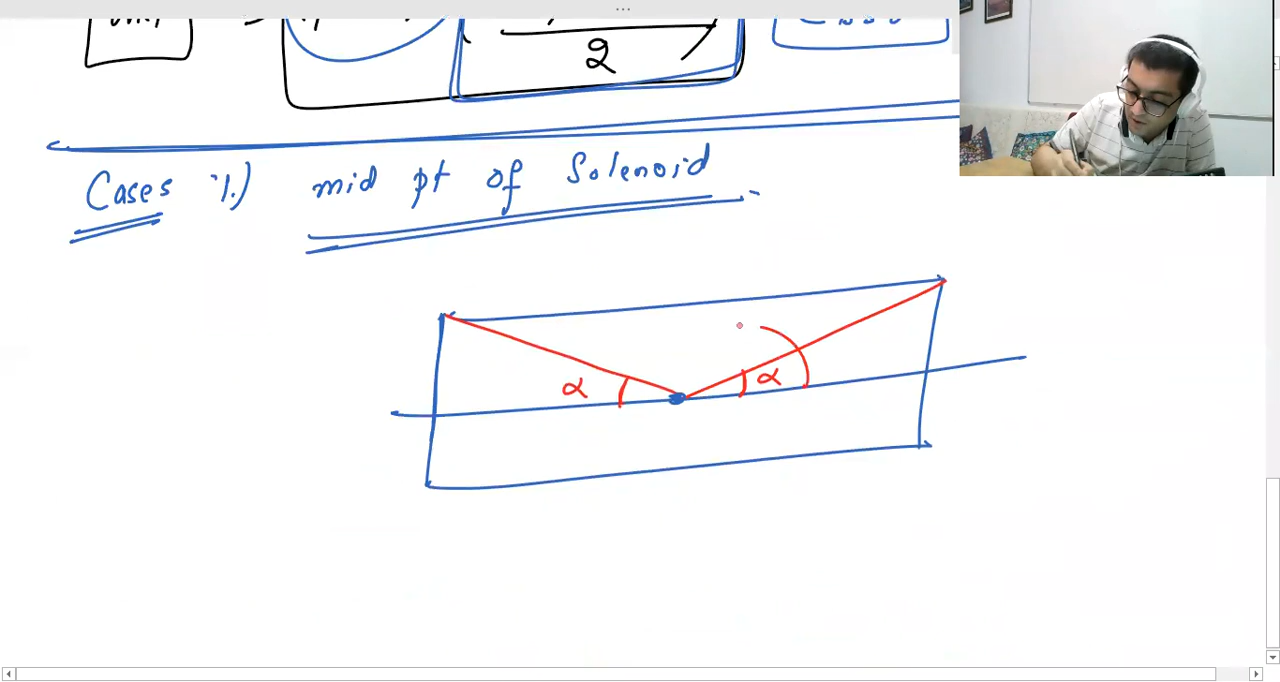 2
Cases 1.) mid pt of Solenoid
α α